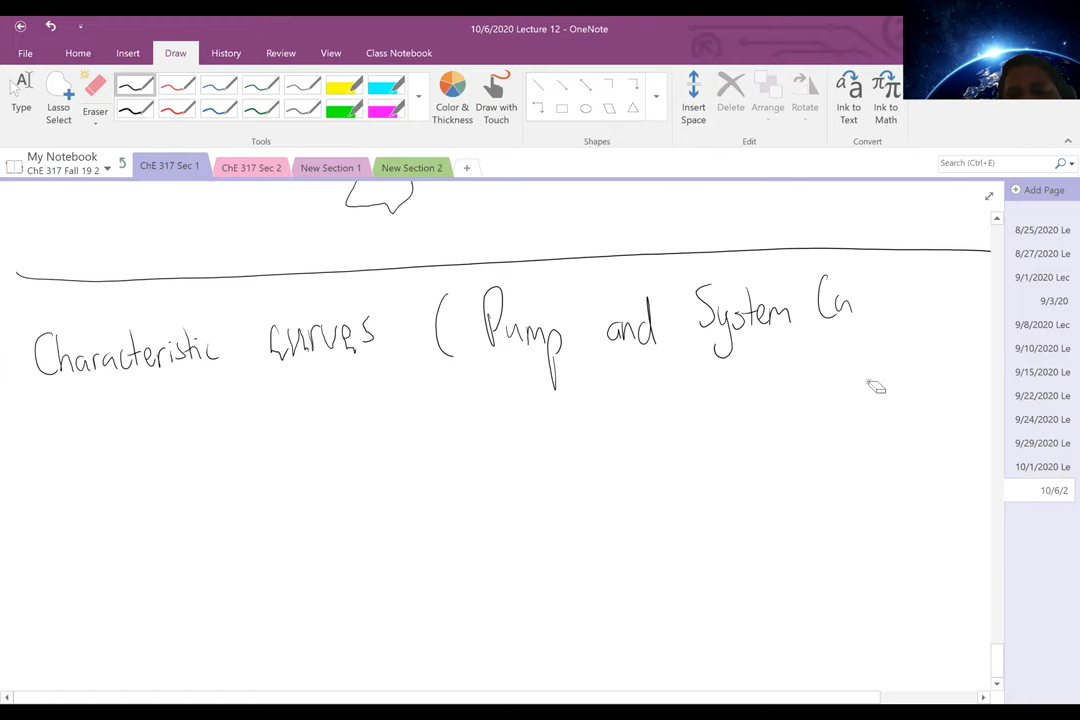 10/6/2020 Lecture 12 - OneNote
File Home Insert Draw History Review View Class Notebook
Type Lasso Select Eraser Color & Thickness Draw with Touch Insert Space Delete Arrange Rotate Ink to Text Ink to Math
Tools Shapes Edit Convert
My Notebook
ChE 317 Fall 19 2
ChE 317 Sec 1 ChE 317 Sec 2 New Section 1 New Section 2
Search (Ctrl+E)
Add Page
8/25/2020 Le
8/27/2020 Le
9/1/2020 Lec
9/3/20
9/8/2020 Lec
9/10/2020 Le
9/15/2020 Le
9/22/2020 Le
9/24/2020 Le
9/29/2020 Le
10/1/2020 Le
10/6/2
Characteristic curves (Pump and System Cu